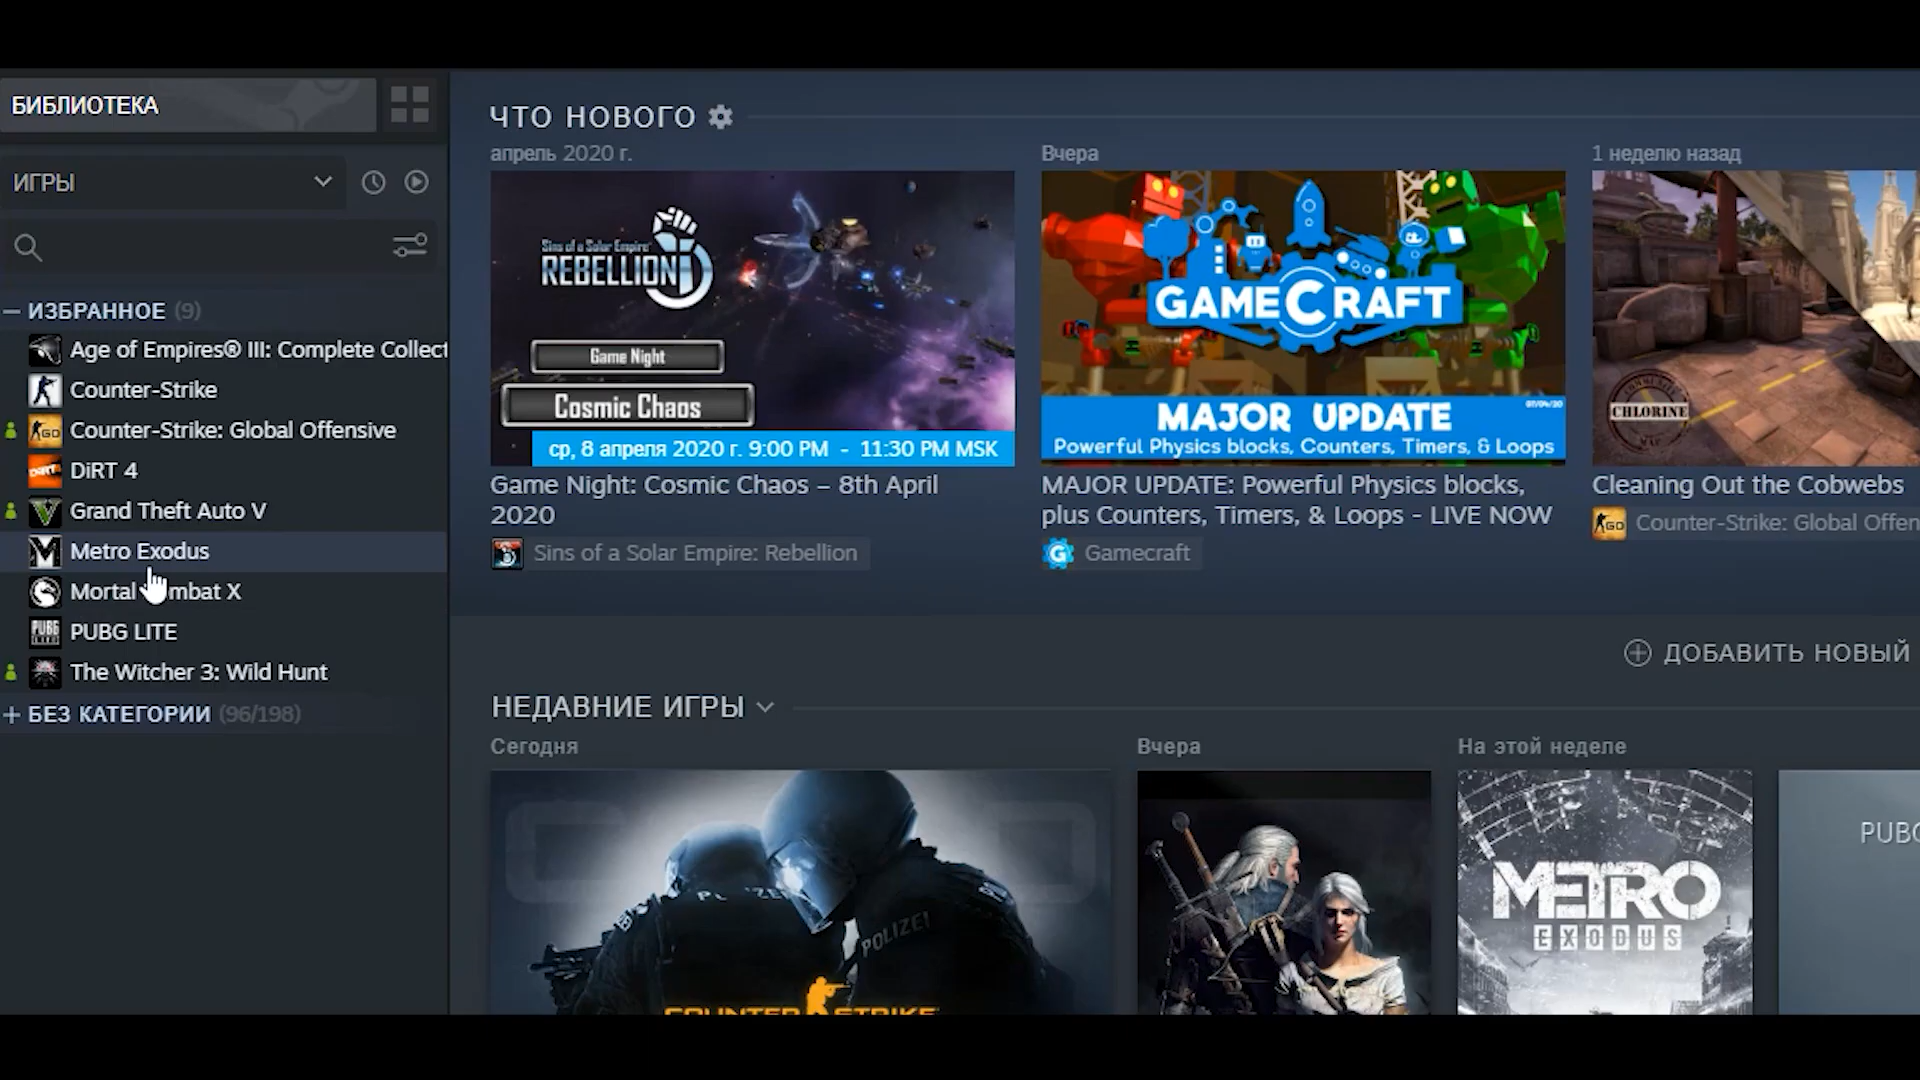 БИБЛИОТЕКА
ИГРЫ
ИЗБРАННОЕ (9)
Age of Empires® III: Complete Collect
Counter-Strike
Counter-Strike: Global Offensive
DiRT 4
Grand Theft Auto V
Metro Exodus
Mortal mbat X
PUBG LITE
The Witcher 3: Wild Hunt
БЕЗ КАТЕГОРИИ (96/198)
ЧТО НОВОГО
апрель 2020 г.
Sins of a Solar Empire
REBELLION
Game Night
Cosmic Chaos
ср, 8 апреля 2020 г. 9:00 PM - 11:30 PM MSK
Game Night: Cosmic Chaos – 8th April
2020
Sins of a Solar Empire: Rebellion
Вчера
GAMECRAFT
MAJOR UPDATE
07/04/20
Powerful Physics blocks, Counters, Timers, & Loops
MAJOR UPDATE: Powerful Physics blocks,
plus Counters, Timers, & Loops - LIVE NOW
Gamecraft
1 неделю назад
CHLORINE
Cleaning Out the Cobwebs
Counter-Strike: Global Offen
ДОБАВИТЬ НОВЫЙ
НЕДАВНИЕ ИГРЫ
Сегодня
POLIZEI
COUNTER STRIKE
Вчера
На этой неделе
METRO
EXODUS
PUBG